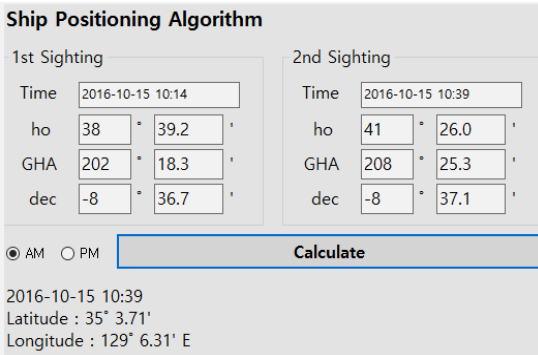 Ship Positioning Algorithm
1st Sighting
Time 2016-10-15 10:14
ho 38 ° 39.2 '
GHA 202 ° 18.3 '
dec -8 ° 36.7 '
2nd Sighting
Time 2016-10-15 10:39
ho 41 ° 26.0 '
GHA 208 ° 25.3 '
dec -8 ° 37.1 '
AM PM Calculate
2016-10-15 10:39
Latitude : 35° 3.71'
Longitude : 129° 6.31' E